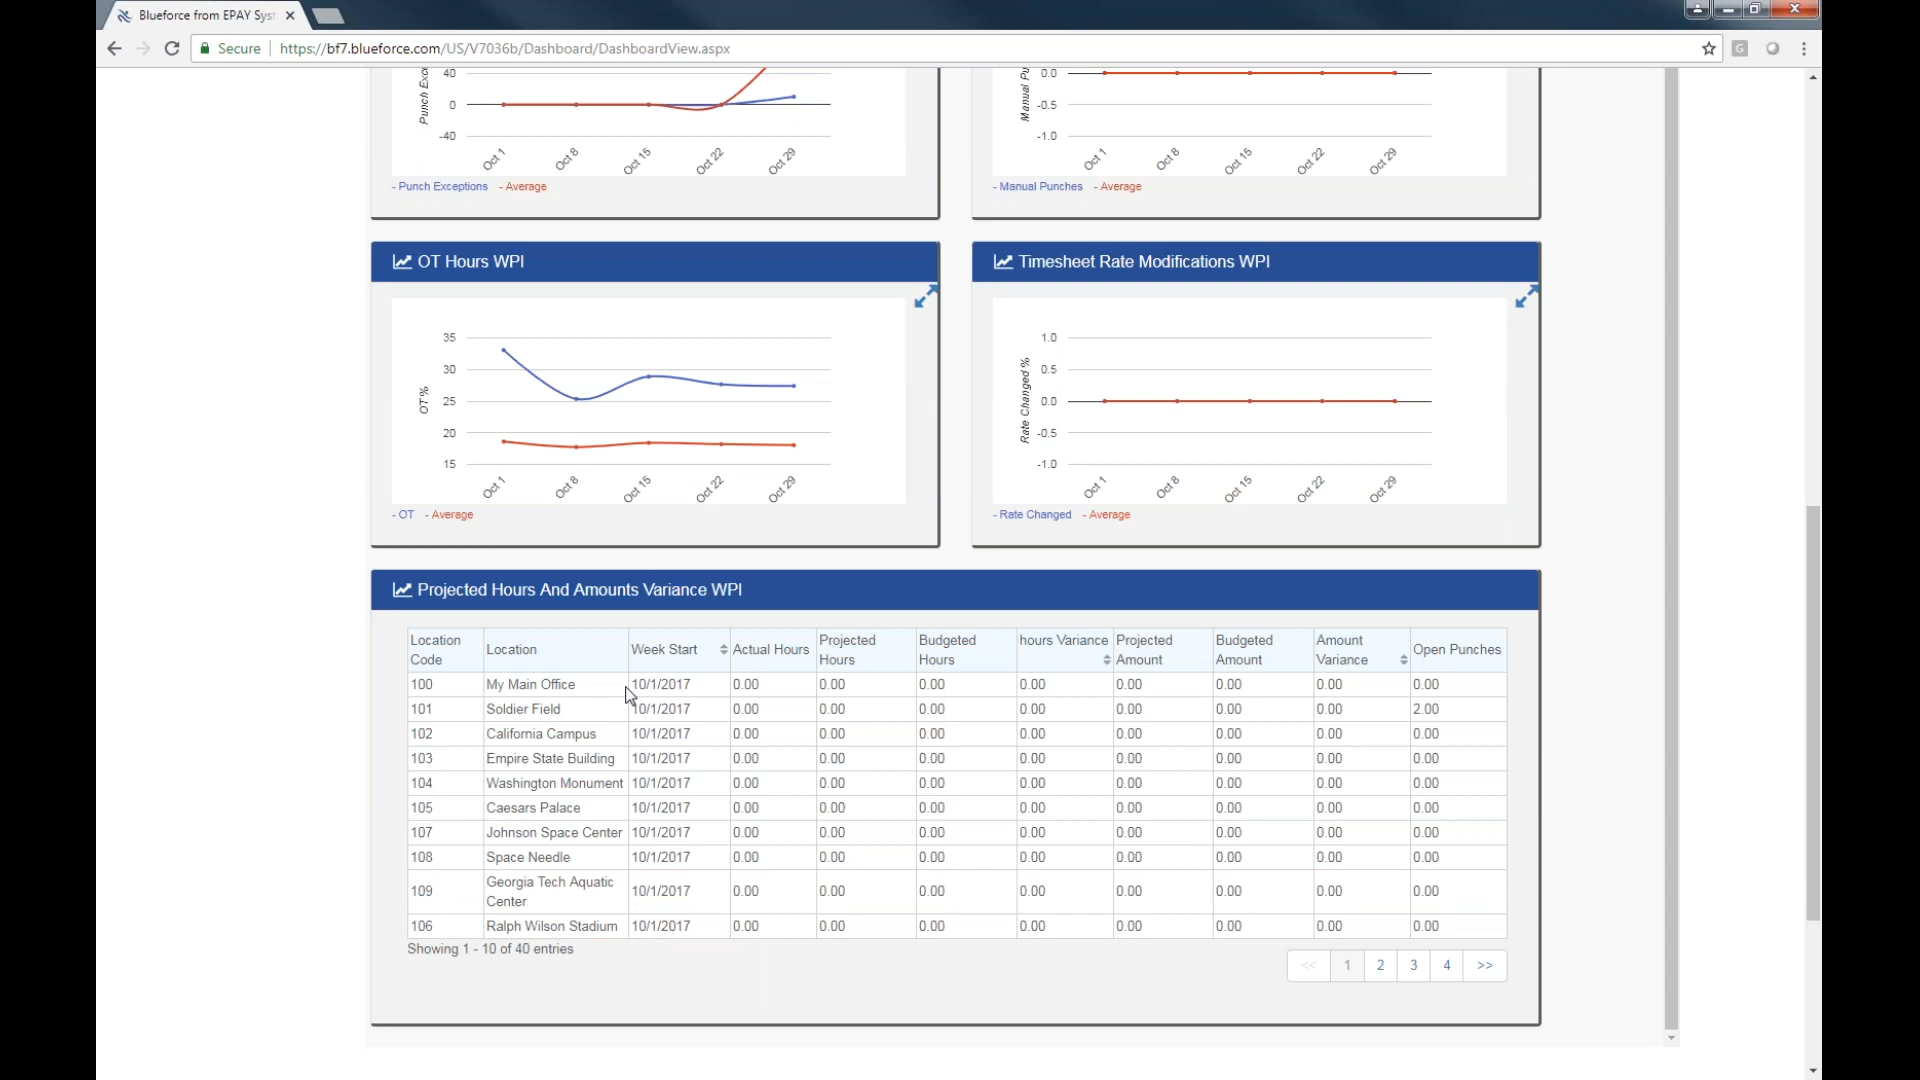 Blueforce from EPAY Syst
Secure https://bf7.blueforce.com/US/V7036b/Dashboard/DashboardView.aspx
Punch Exce
40
0
-40
Oct 1 Oct 8 Oct 15 Oct 22 Oct 29
- Punch Exceptions - Average
Manual Pu
0.0
-0.5
-1.0
Oct 1 Oct 8 Oct 15 Oct 22 Oct 29
- Manual Punches - Average
OT Hours WPI
OT %
35
30
25
20
15
Oct 1 Oct 8 Oct 15 Oct 22 Oct 29
- OT - Average
Timesheet Rate Modifications WPI
Rate Changed %
1.0
0.5
0.0
-0.5
-1.0
Oct 1 Oct 8 Oct 15 Oct 22 Oct 29
- Rate Changed - Average
Projected Hours And Amounts Variance WPI
Location Code Location Week Start Actual Hours Projected Hours Budgeted Hours hours Variance Projected Amount Budgeted Amount Amount Variance Open Punches
100 My Main Office 10/1/2017 0.00 0.00 0.00 0.00 0.00 0.00 0.00 0.00
101 Soldier Field 10/1/2017 0.00 0.00 0.00 0.00 0.00 0.00 0.00 2.00
102 California Campus 10/1/2017 0.00 0.00 0.00 0.00 0.00 0.00 0.00 0.00
103 Empire State Building 10/1/2017 0.00 0.00 0.00 0.00 0.00 0.00 0.00 0.00
104 Washington Monument 10/1/2017 0.00 0.00 0.00 0.00 0.00 0.00 0.00 0.00
105 Caesars Palace 10/1/2017 0.00 0.00 0.00 0.00 0.00 0.00 0.00 0.00
107 Johnson Space Center 10/1/2017 0.00 0.00 0.00 0.00 0.00 0.00 0.00 0.00
108 Space Needle 10/1/2017 0.00 0.00 0.00 0.00 0.00 0.00 0.00 0.00
109 Georgia Tech Aquatic Center 10/1/2017 0.00 0.00 0.00 0.00 0.00 0.00 0.00 0.00
106 Ralph Wilson Stadium 10/1/2017 0.00 0.00 0.00 0.00 0.00 0.00 0.00 0.00
Showing 1 - 10 of 40 entries
<< 1 2 3 4 >>